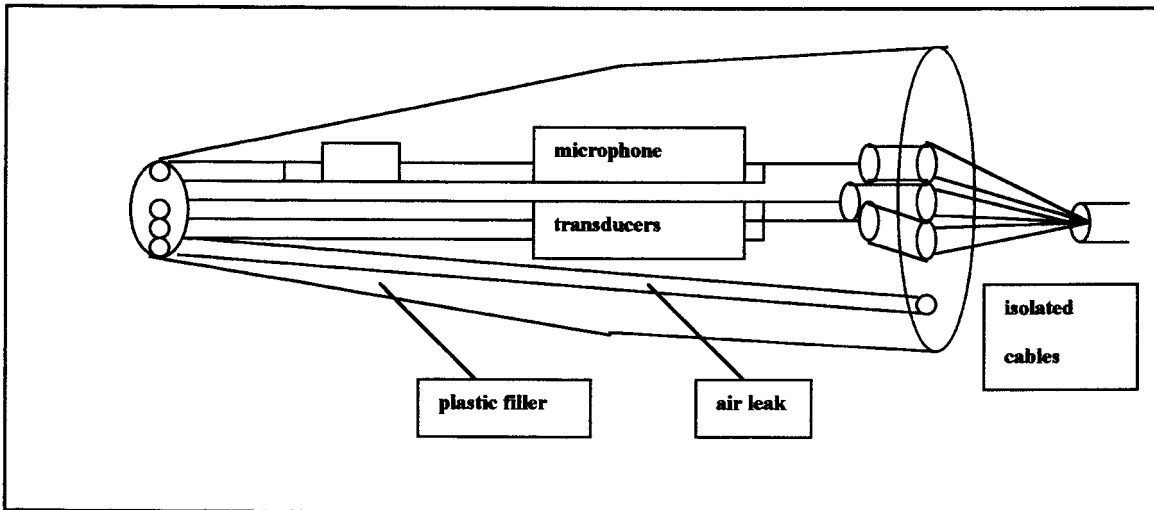 microphone
transducers
isolated
cables
plastic filler
air leak